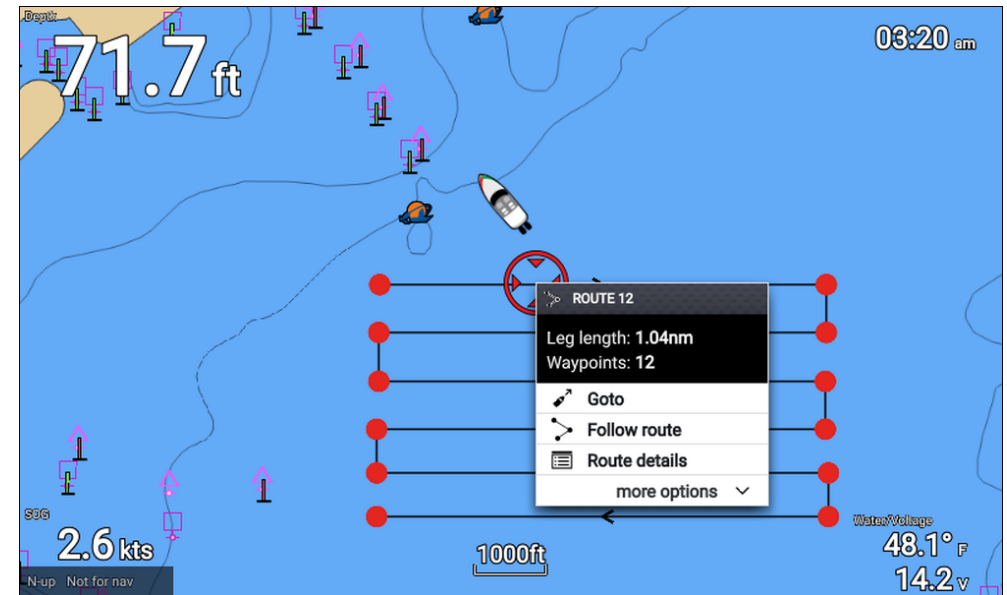 Depth
71.7 ft
03:20 am
ROUTE 12
Leg length: 1.04nm
Waypoints: 12
Goto
Follow route
Route details
more options
SOG
2.6 kts
N-up Not for nav
1000ft
Water/Voltage
48.1° F
14.2 v